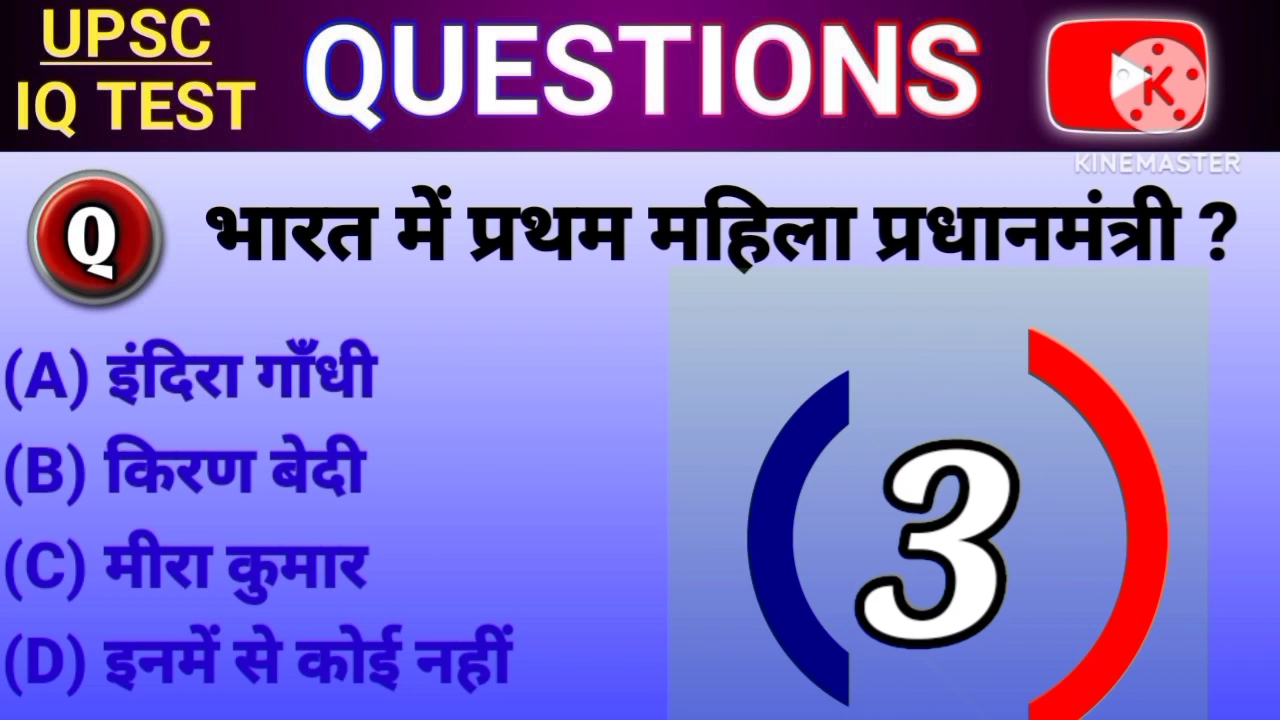 UPSC
IQ TEST
QUESTIONS
K
KINEMASTER
Q
भारत में प्रथम महिला प्रधानमंत्री ?
(A) इंदिरा गाँधी
(B) किरण बेदी
(C) मीरा कुमार
(D) इनमें से कोई नहीं
3